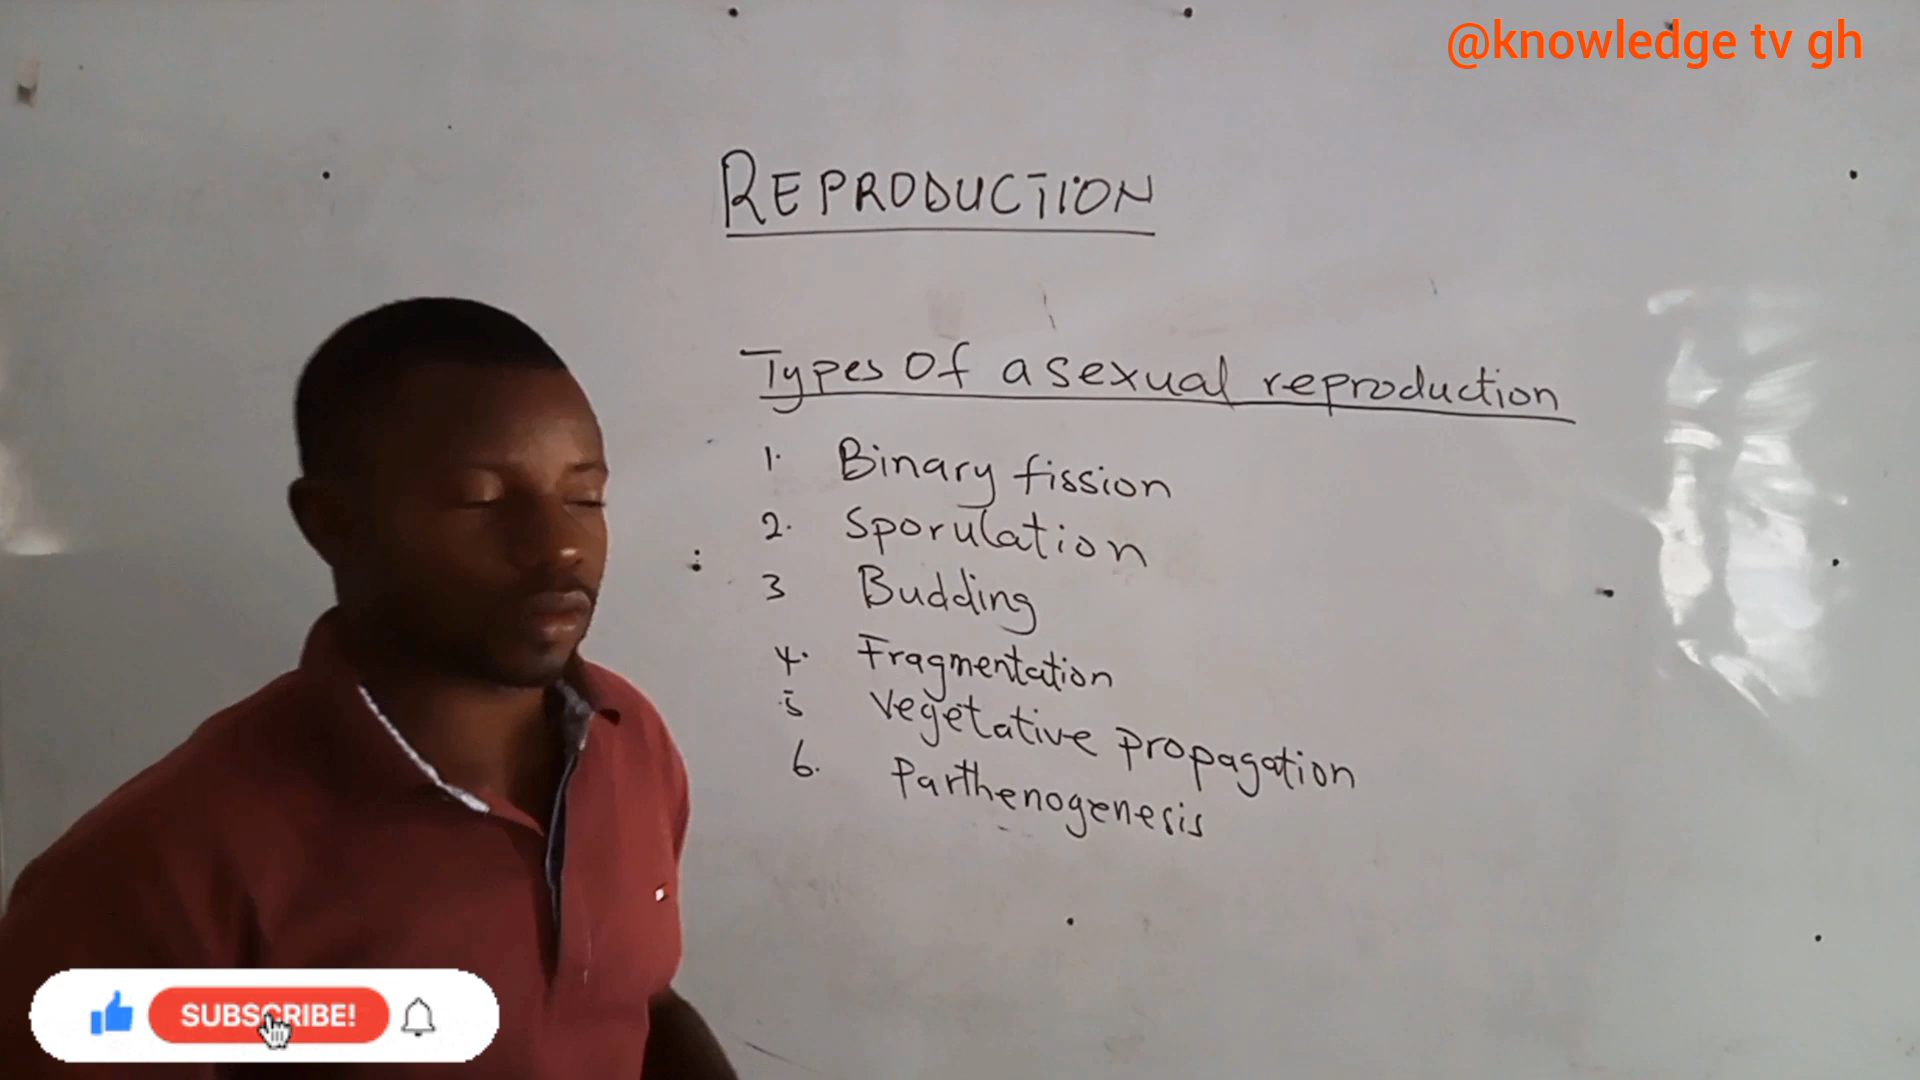 @knowledge tv gh
REPRODUCTION
Types Of asexual reproduction
1. Binary fission
2. Sporulation
3 Budding
4. Fragmentation
5 Vegetative propagation
6. Parthenogenesis
SUBSCRIBE!